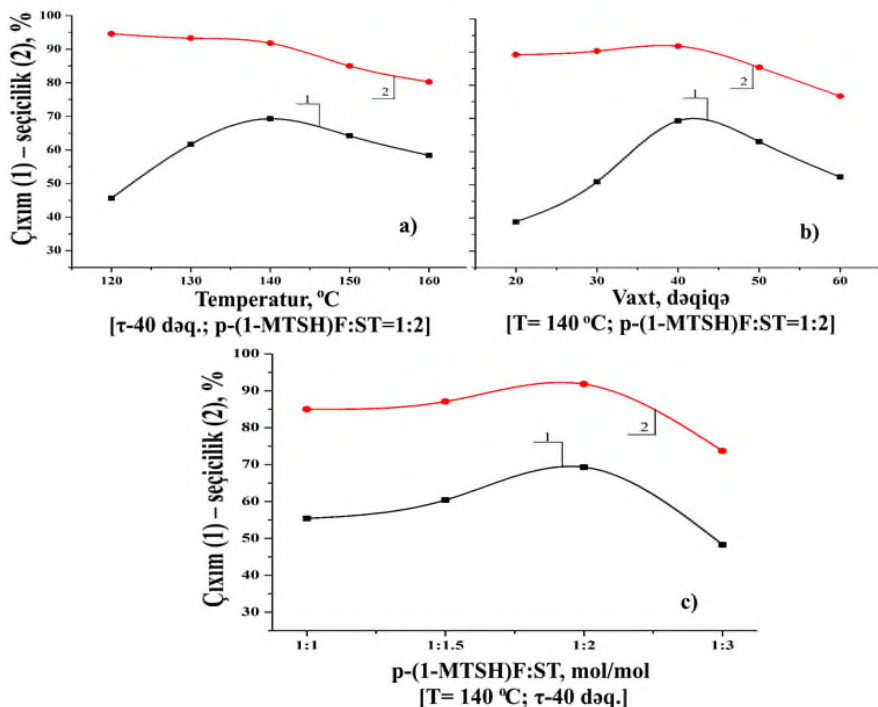 Çıxım (1) – seçicilik (2), %
100
90
80
70
60
50
40
30
1
2
a)
120 130 140 150 160
Temperatur, ºC
[τ-40 dəq.; p-(1-MTSH)F:ST=1:2]
1
2
b)
20 30 40 50 60
Vaxt, dəqiqə
[T= 140 ºC; p-(1-MTSH)F:ST=1:2]
Çıxım (1) – seçicilik (2), %
100
90
80
70
60
50
40
30
1
2
c)
1:1 1:1.5 1:2 1:3
p-(1-MTSH)F:ST, mol/mol
[T= 140 ºC; τ-40 dəq.]